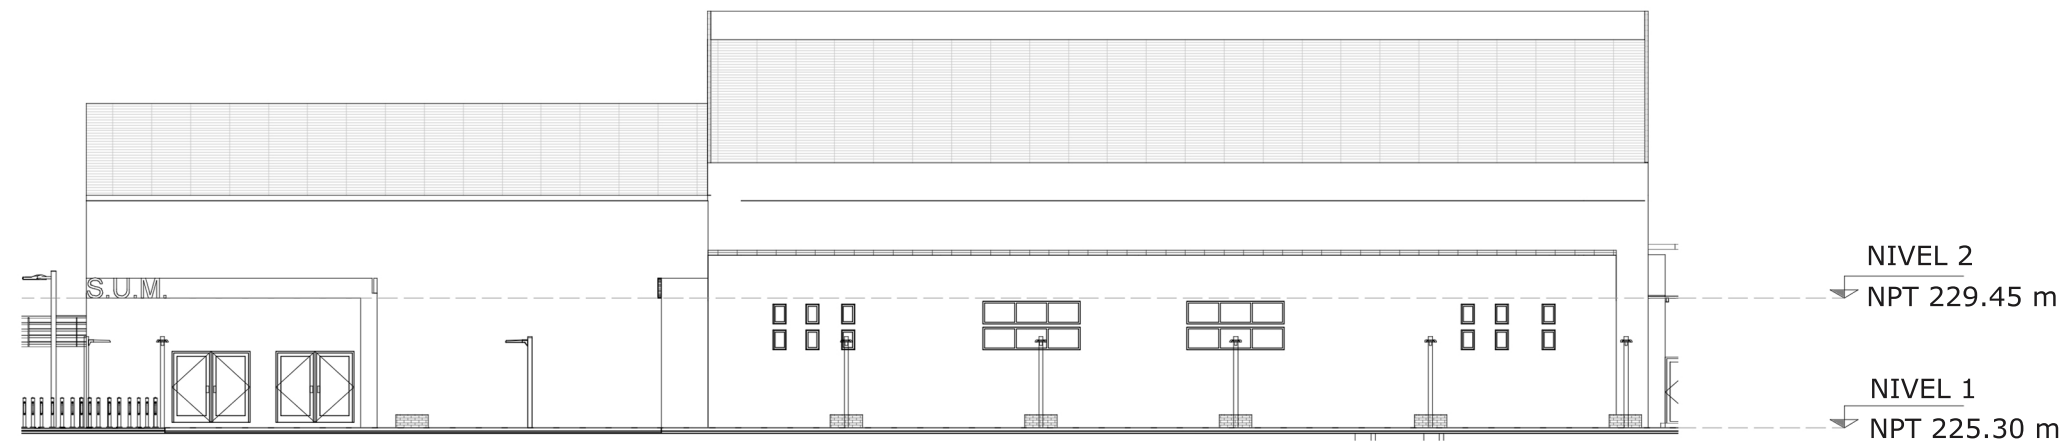 NIVEL 2
S.U.M.
NPT 229.45 m
NIVEL 1
NPT 225.30 m